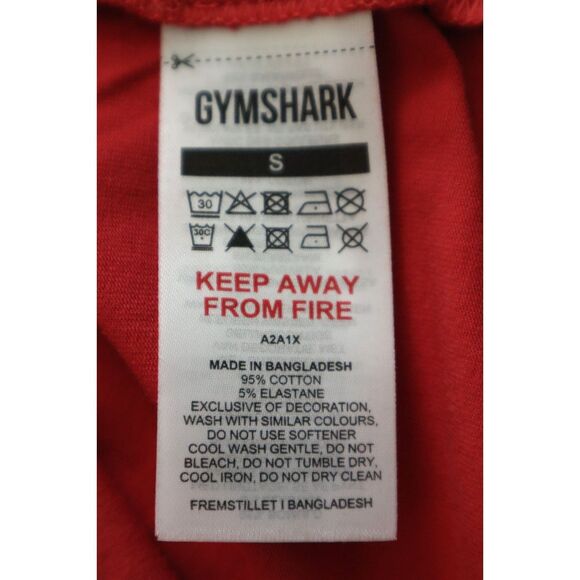 GYMSHARK
S
30
30C
KEEP AWAY
FROM FIRE
A2A1X
MADE IN BANGLADESH
95% COTTON
5% ELASTANE
EXCLUSIVE OF DECORATION,
WASH WITH SIMILAR COLOURS,
DO NOT USE SOFTENER
COOL WASH GENTLE, DO NOT
BLEACH, DO NOT TUMBLE DRY,
COOL IRON, DO NOT DRY CLEAN
FREMSTILLET I BANGLADESH